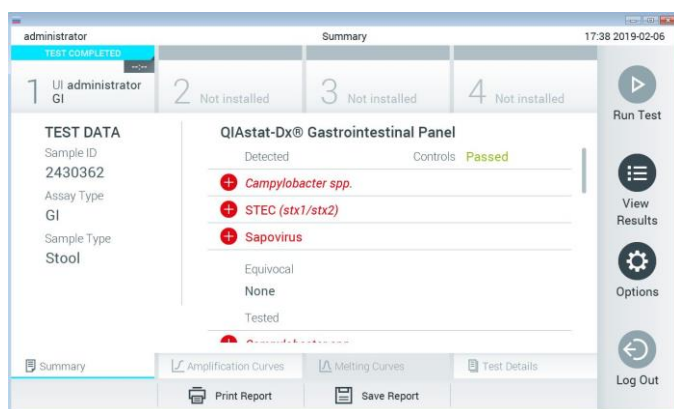 administrator Summary 17:38 2019-02-06
TEST COMPLETED
--:--
1 UI administrator GI
2 Not installed
3 Not installed
4 Not installed
Run Test
View Results
Options
Log Out
TEST DATA
Sample ID
2430362
Assay Type
GI
Sample Type
Stool
QIAstat-Dx® Gastrointestinal Panel
Detected Controls Passed
Campylobacter spp.
STEC (stx1/stx2)
Sapovirus
Equivocal
None
Tested
Summary Amplification Curves Melting Curves Test Details
Print Report Save Report